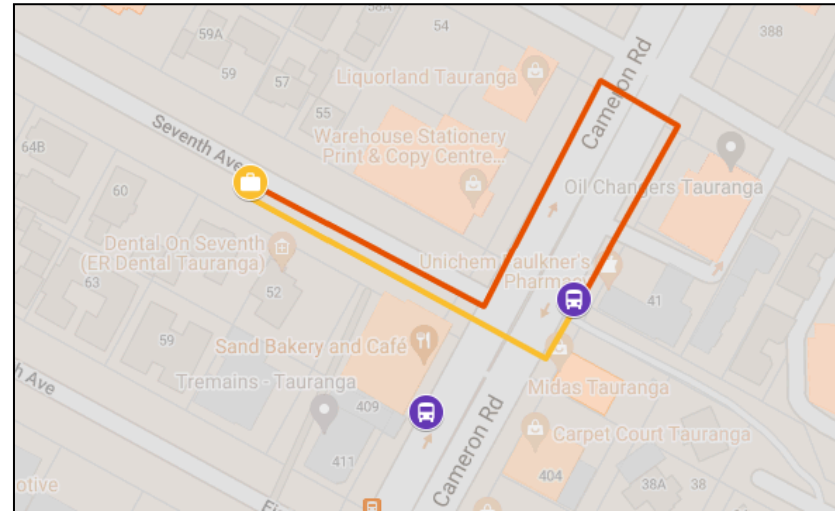 38A
54
59A
388
59
57
Liquorland Tauranga
Cameron Rd
55
Seventh Ave
Warehouse Stationery
Print & Copy Centre...
64B
60
Oil Changers Tauranga
Dental On Seventh
(ER Dental Tauranga)
Unichem Faulkner's
Pharmacy
63
52
41
59
Sand Bakery and Café
Tremains - Tauranga
Midas Tauranga
h Ave
409
Cameron Rd
Carpet Court Tauranga
411
404
otive
38A
38